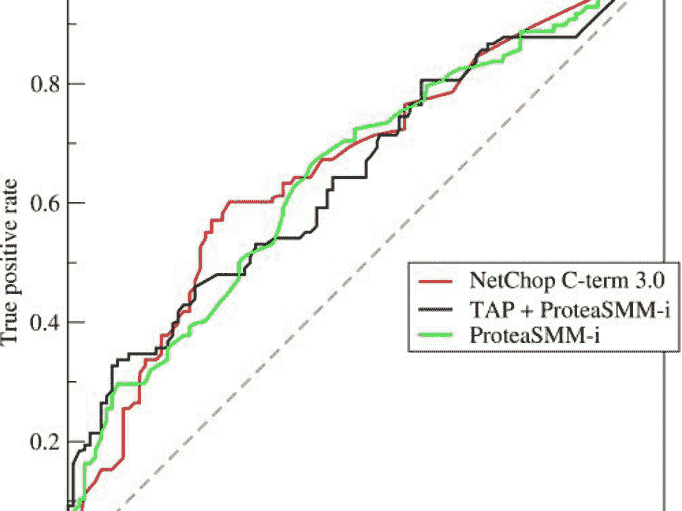 0.8
0.6
0.4
0.2
True positive rate
NetChop C-term 3.0
TAP + ProteaSMM-i
ProteaSMM-i